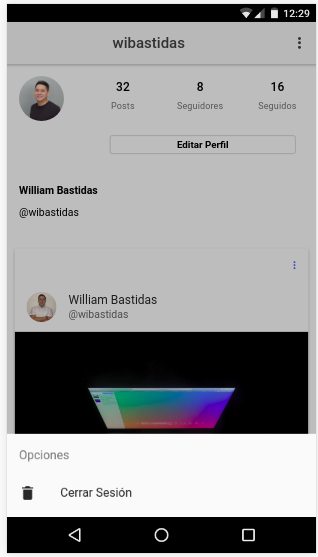 12:29
wibastidas
32 8 16
Posts Seguidores Seguidos
Editar Perfil
William Bastidas
@wibastidas
William Bastidas
@wibastidas
Opciones
Cerrar Sesión